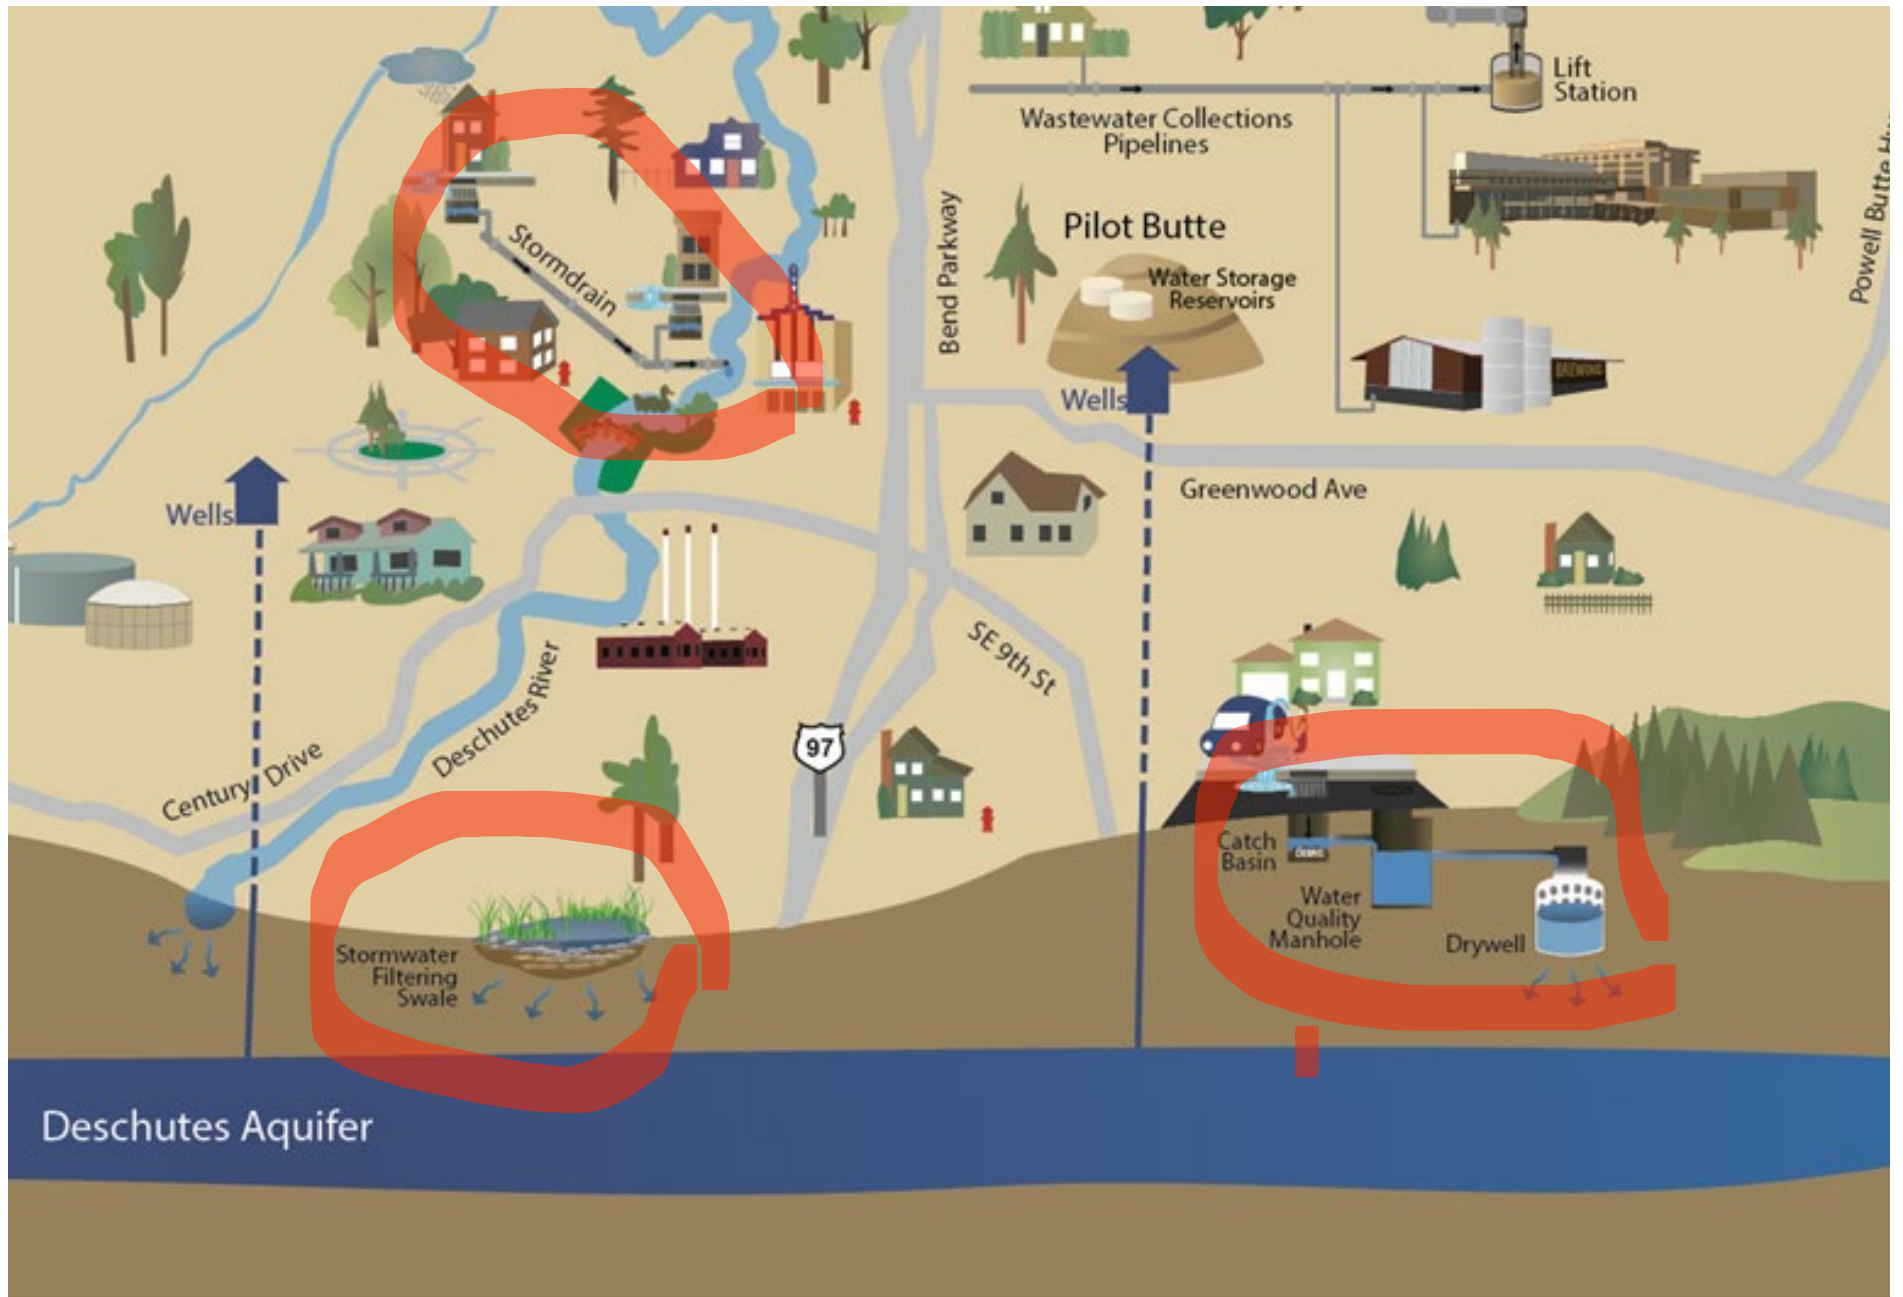 Lift
Station
Wastewater Collections
Pipelines
Powell Butte
Stormdrain
Bend Parkway
Pilot Butte
Water Storage
Reservoirs
BREWING
Wells
Wells
Greenwood Ave
SE 9th St
Deschutes River
Century Drive
97
Catch
Basin
Debris
Water
Quality
Manhole
Drywell
Stormwater
Filtering
Swale
Deschutes Aquifer